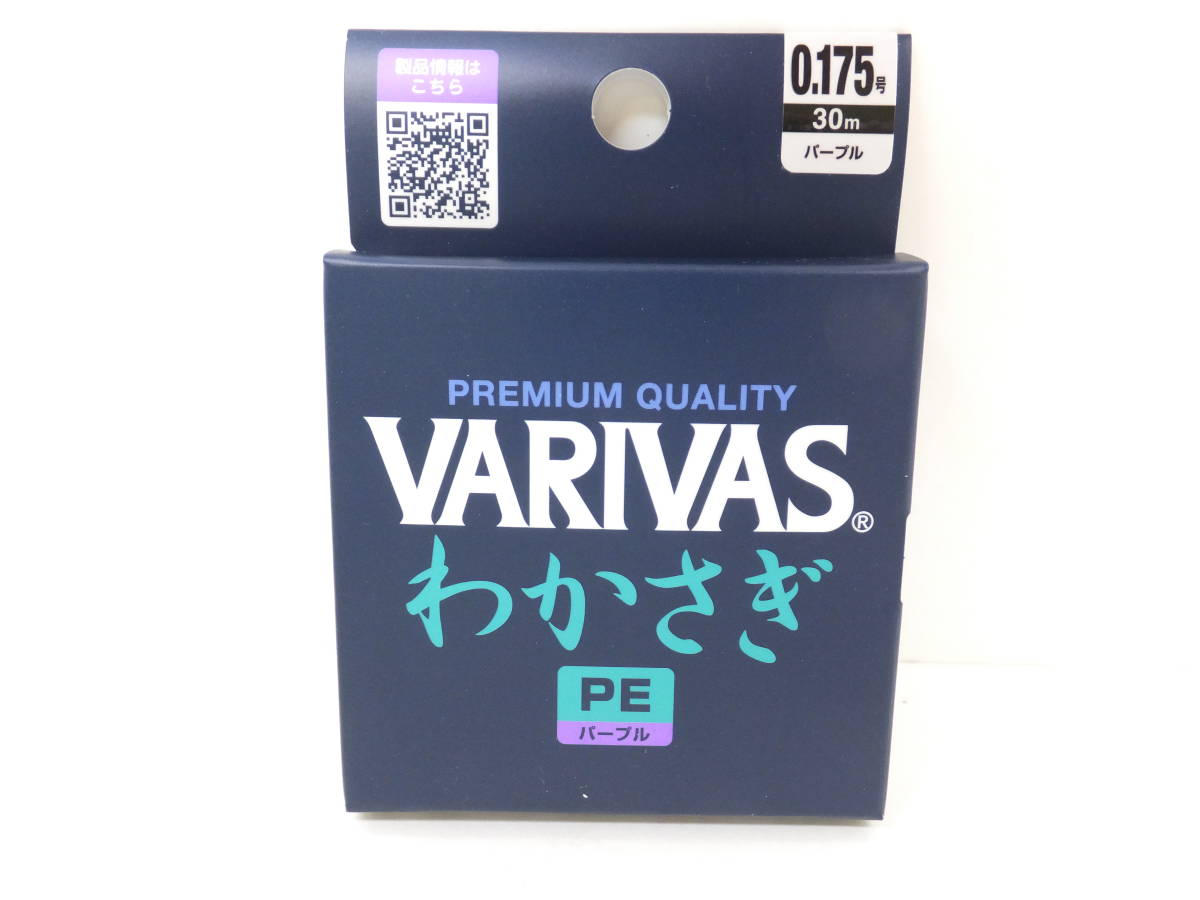 製品情報は
こちら
0.175号
30m
パープル
PREMIUM QUALITY
VARIVAS®
わかさぎ
PE
パープル